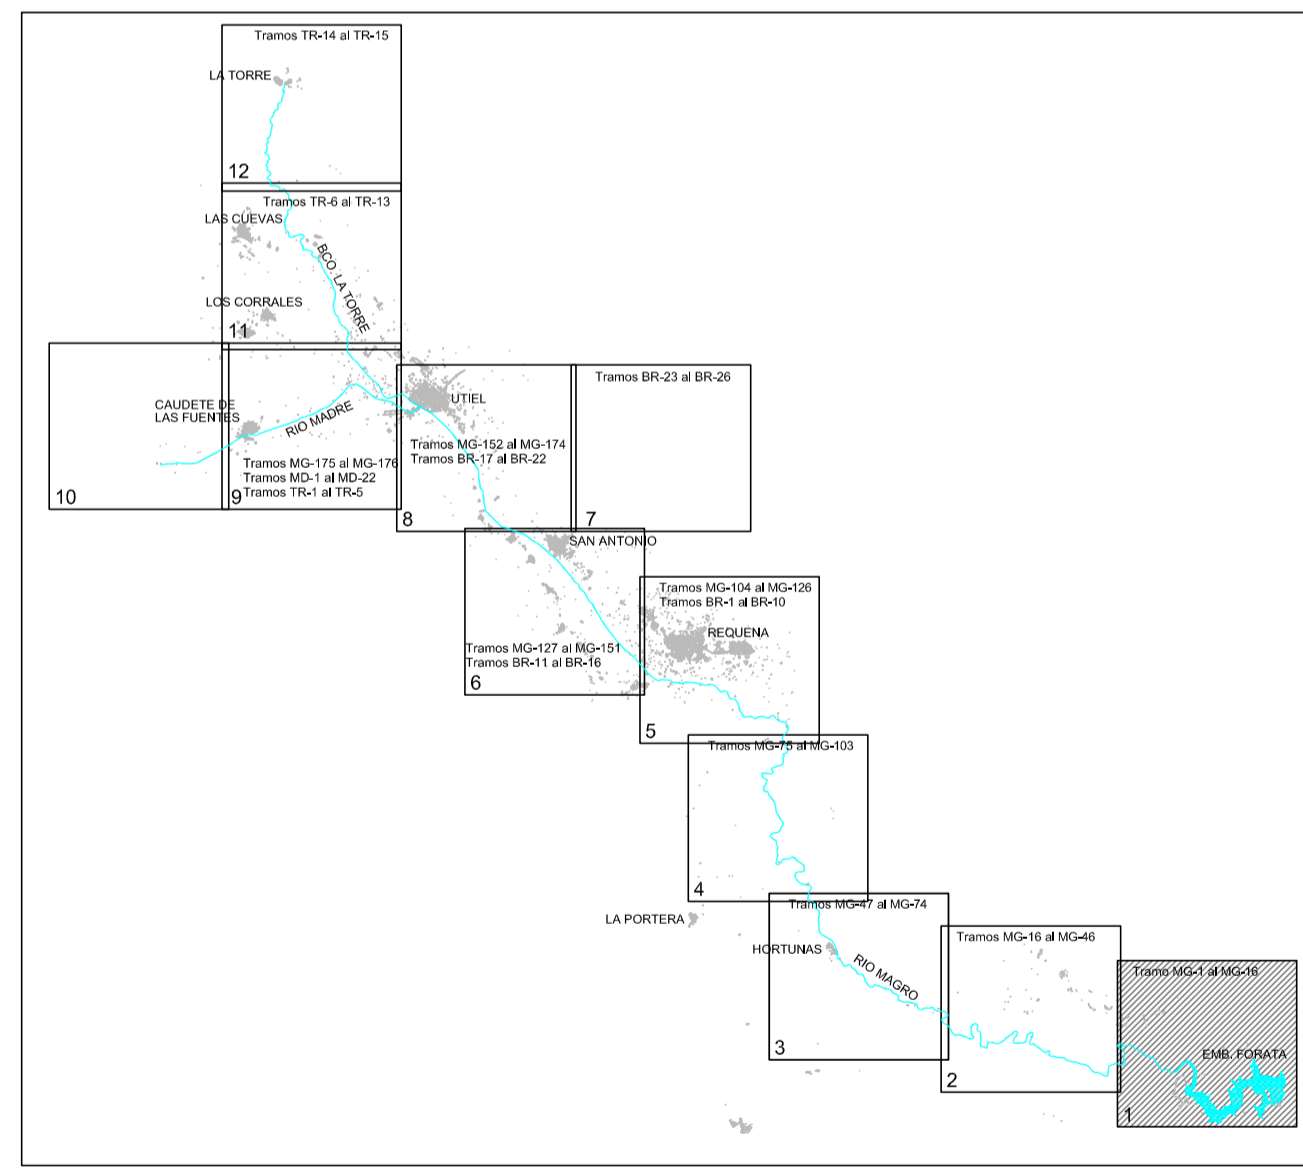 Tramos TR-14 al TR-15
LA TORRE
12
Tramos TR-6 al TR-13
LAS CUEVAS
BCO. LA TORRE
LOS CORRALES
11
CAUDETE DE
LAS FUENTES
RIO MADRE
Tramos MG-175 al MG-176
Tramos MD-1 al MD-22
Tramos TR-1 al TR-5
10
9
UTIEL
Tramos MG-152 al MG-174
Tramos BR-17 al BR-22
8
Tramos BR-23 al BR-26
7
SAN ANTONIO
Tramos MG-127 al MG-151
Tramos BR-11 al BR-16
6
Tramos MG-104 al MG-126
Tramos BR-1 al BR-10
REQUENA
5
Tramos MG-75 al MG-103
4
LA PORTERA
Tramos MG-47 al MG-74
HORTUNAS
RIO MAGRO
3
Tramos MG-16 al MG-46
2
Tramo MG-1 al MG-16
EMB. FORATA
1